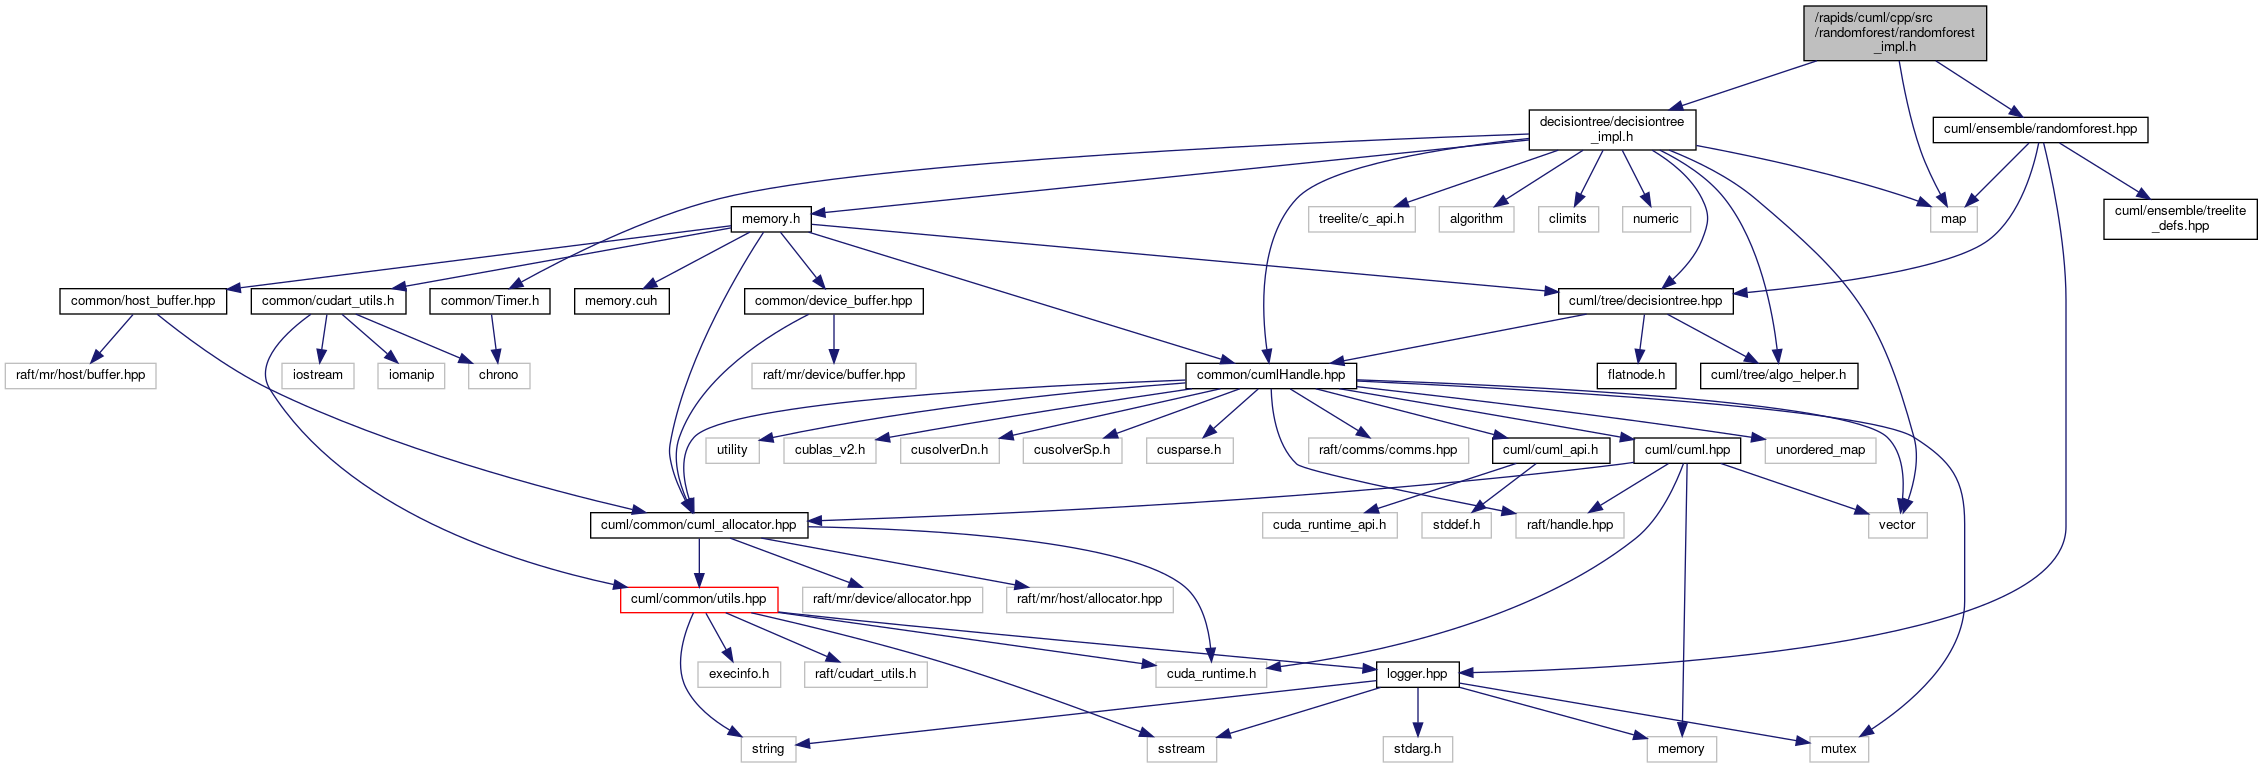 /rapids/cuml/cpp/src
/randomforest/randomforest
_impl.h
decisiontree/decisiontree
_impl.h
cuml/ensemble/randomforest.hpp
memory.h
treelite/c_api.h
algorithm
climits
numeric
map
cuml/ensemble/treelite
_defs.hpp
common/host_buffer.hpp
common/cudart_utils.h
common/Timer.h
memory.cuh
common/device_buffer.hpp
cuml/tree/decisiontree.hpp
raft/mr/host/buffer.hpp
iostream
iomanip
chrono
raft/mr/device/buffer.hpp
common/cumlHandle.hpp
flatnode.h
cuml/tree/algo_helper.h
utility
cublas_v2.h
cusolverDn.h
cusolverSp.h
cusparse.h
raft/comms/comms.hpp
cuml/cuml_api.h
cuml/cuml.hpp
unordered_map
cuml/common/cuml_allocator.hpp
cuda_runtime_api.h
stddef.h
raft/handle.hpp
vector
cuml/common/utils.hpp
raft/mr/device/allocator.hpp
raft/mr/host/allocator.hpp
execinfo.h
raft/cudart_utils.h
cuda_runtime.h
logger.hpp
string
sstream
stdarg.h
memory
mutex